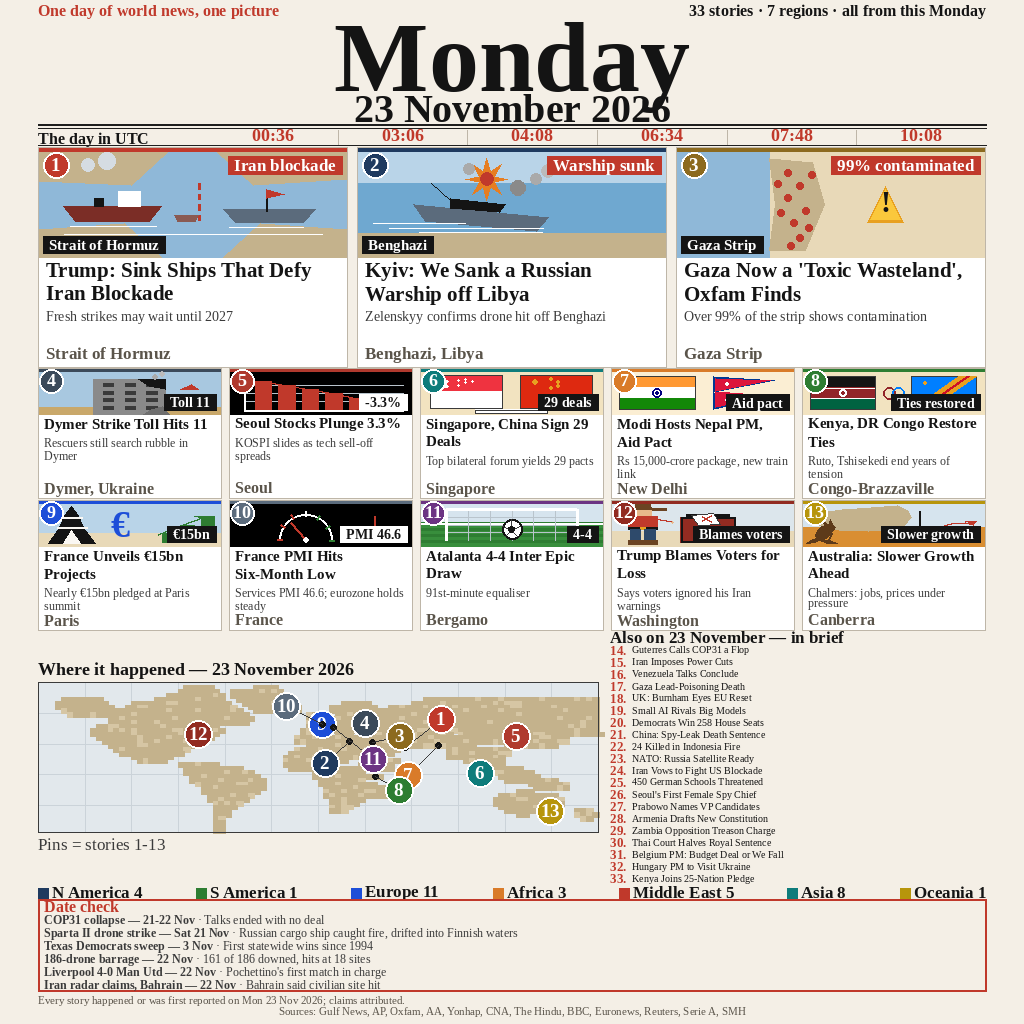 One day of world news, one picture
33 stories · 7 regions · all from this Monday
Monday
23 November 2026
The day in UTC
00:36
03:06
04:08
06:34
07:48
10:08
1
Iran blockade
Strait of Hormuz
Trump: Sink Ships That Defy
Iran Blockade
Fresh strikes may wait until 2027
Strait of Hormuz
2
Warship sunk
Benghazi
Kyiv: We Sank a Russian
Warship off Libya
Zelenskyy confirms drone hit off Benghazi
Benghazi, Libya
3
99% contaminated
!
Gaza Strip
Gaza Now a 'Toxic Wasteland',
Oxfam Finds
Over 99% of the strip shows contamination
Gaza Strip
4
Toll 11
Dymer Strike Toll Hits 11
Rescuers still search rubble in
Dymer
Dymer, Ukraine
5
-3.3%
Seoul Stocks Plunge 3.3%
KOSPI slides as tech sell-off
spreads
Seoul
6
29 deals
Singapore, China Sign 29
Deals
Top bilateral forum yields 29 pacts
Singapore
7
Aid pact
Modi Hosts Nepal PM,
Aid Pact
Rs 15,000-crore package, new train
link
New Delhi
8
Ties restored
Kenya, DR Congo Restore
Ties
Ruto, Tshisekedi end years of
tension
Congo-Brazzaville
9
€
€15bn
France Unveils €15bn
Projects
Nearly €15bn pledged at Paris
summit
Paris
10
PMI 46.6
France PMI Hits
Six-Month Low
Services PMI 46.6; eurozone holds
steady
France
11
4-4
Atalanta 4-4 Inter Epic
Draw
91st-minute equaliser
Bergamo
12
Blames voters
Trump Blames Voters for
Loss
Says voters ignored his Iran
warnings
Washington
13
Slower growth
Australia: Slower Growth
Ahead
Chalmers: jobs, prices under
pressure
Canberra
Where it happened — 23 November 2026
10
9
4
1
12
3
5
2
11
7
6
8
13
Pins = stories 1-13
Also on 23 November — in brief
14. Guterres Calls COP31 a Flop
15. Iran Imposes Power Cuts
16. Venezuela Talks Conclude
17. Gaza Lead-Poisoning Death
18. UK: Burnham Eyes EU Reset
19. Small AI Rivals Big Models
20. Democrats Win 258 House Seats
21. China: Spy-Leak Death Sentence
22. 24 Killed in Indonesia Fire
23. NATO: Russia Satellite Ready
24. Iran Vows to Fight US Blockade
25. 450 German Schools Threatened
26. Seoul's First Female Spy Chief
27. Prabowo Names VP Candidates
28. Armenia Drafts New Constitution
29. Zambia Opposition Treason Charge
30. Thai Court Halves Royal Sentence
31. Belgium PM: Budget Deal or We Fall
32. Hungary PM to Visit Ukraine
33. Kenya Joins 25-Nation Pledge
N America 4
S America 1
Europe 11
Africa 3
Middle East 5
Asia 8
Oceania 1
Date check
COP31 collapse — 21-22 Nov · Talks ended with no deal
Sparta II drone strike — Sat 21 Nov · Russian cargo ship caught fire, drifted into Finnish waters
Texas Democrats sweep — 3 Nov · First statewide wins since 1994
186-drone barrage — 22 Nov · 161 of 186 downed, hits at 18 sites
Liverpool 4-0 Man Utd — 22 Nov · Pochettino's first match in charge
Iran radar claims, Bahrain — 22 Nov · Bahrain said civilian site hit
Every story happened or was first reported on Mon 23 Nov 2026; claims attributed.
Sources: Gulf News, AP, Oxfam, AA, Yonhap, CNA, The Hindu, BBC, Euronews, Reuters, Serie A, SMH